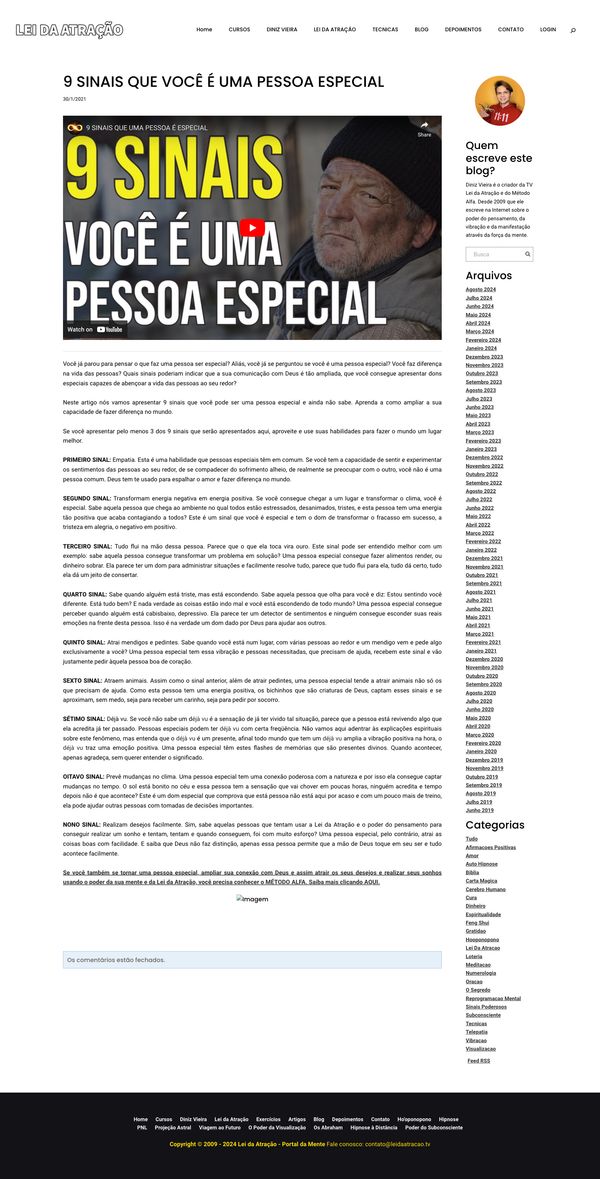 LEI DA ATRAÇÃO
Home CURSOS DINIZ VIEIRA LEI DA ATRAÇÃO TECNICAS BLOG DEPOIMENTOS CONTATO LOGIN
9 SINAIS QUE VOCÊ É UMA PESSOA ESPECIAL
30/1/2021
9 SINAIS QUE UMA PESSOA É ESPECIAL
Share
9 SINAIS
VOCÊ É UMA
PESSOA ESPECIAL
Watch on YouTube
Você já parou para pensar o que faz uma pessoa ser especial? Aliás, você já se perguntou se você é uma pessoa especial? Você faz diferença
na vida das pessoas? Quais sinais poderiam indicar que a sua comunicação com Deus é tão ampliada, que você consegue apresentar dons
especiais capazes de abençoar a vida das pessoas ao seu redor?
Neste artigo nós vamos apresentar 9 sinais que você pode ser uma pessoa especial e ainda não sabe. Aprenda a como ampliar a sua
capacidade de fazer diferença no mundo.
Se você apresentar pelo menos 3 dos 9 sinais que serão apresentados aqui, aproveite e use suas habilidades para fazer o mundo um lugar
melhor.
PRIMEIRO SINAL: Empatia. Esta é uma habilidade que pessoas especiais têm em comum. Se você tem a capacidade de sentir e experimentar
os sentimentos das pessoas ao seu redor, de se compadecer do sofrimento alheio, de realmente se preocupar com o outro, você não é uma
pessoa comum. Deus tem te usado para espalhar o amor e fazer diferença no mundo.
SEGUNDO SINAL: Transformam energia negativa em energia positiva. Se você consegue chegar a um lugar e transformar o clima, você é
especial. Sabe aquela pessoa que chega ao ambiente no qual todos estão estressados, desanimados, tristes, e esta pessoa tem uma energia
tão positiva que acaba contagiando a todos? Este é um sinal que você é especial e tem o dom de transformar o fracasso em sucesso, a
tristeza em alegria, o negativo em positivo.
TERCEIRO SINAL: Tudo flui na mão dessa pessoa. Parece que o que ela toca vira ouro. Este sinal pode ser entendido melhor com um
exemplo: sabe aquela pessoa consegue transformar um problema em solução? Uma pessoa especial consegue fazer alimentos render, ou
dinheiro sobrar. Ela parece ter um dom para administrar situações e facilmente resolve tudo, parece que tudo flui para ela, tudo dá certo, tudo
ela dá um jeito de consertar.
QUARTO SINAL: Sabe quando alguém está triste, mas está escondendo. Sabe aquela pessoa que olha para você e diz: Estou sentindo você
diferente. Está tudo bem? E nada verdade as coisas estão indo mal e você está escondendo de todo mundo? Uma pessoa especial consegue
perceber quando alguém está cabisbaixo, depressivo. Ela parece ter um detector de sentimentos e ninguém consegue esconder suas reais
emoções na frente desta pessoa. Isso é na verdade um dom dado por Deus para ajudar aos outros.
QUINTO SINAL: Atrai mendigos e pedintes. Sabe quando você está num lugar, com várias pessoas ao redor e um mendigo vem e pede algo
exclusivamente a você? Uma pessoa especial tem essa vibração e pessoas necessitadas, que precisam de ajuda, recebem este sinal e vão
justamente pedir àquela pessoa boa de coração.
SEXTO SINAL: Atraem animais. Assim como o sinal anterior, além de atrair pedintes, uma pessoa especial tende a atrair animais não só os
que precisam de ajuda. Como esta pessoa tem uma energia positiva, os bichinhos que são criaturas de Deus, captam esses sinais e se
aproximam, sem medo, seja para receber um carinho, seja para pedir por socorro.
SÉTIMO SINAL: Déjà vu. Se você não sabe um déjà vu é a sensação de já ter vivido tal situação, parece que a pessoa está revivendo algo que
ela acredita já ter passado. Pessoas especiais podem ter déjà vu com certa freqüência. Não vamos aqui adentrar às explicações espirituais
sobre este fenômeno, mas entenda que o déjà vu é um presente, afinal todo mundo que tem um déjà vu amplia a vibração positiva na hora, o
déjà vu traz uma emoção positiva. Uma pessoa especial têm estes flashes de memórias que são presentes divinos. Quando acontecer,
apenas agradeça, sem querer entender o significado.
OITAVO SINAL: Prevê mudanças no clima. Uma pessoa especial tem uma conexão poderosa com a natureza e por isso ela consegue captar
mudanças no tempo. O sol está bonito no céu e essa pessoa tem a sensação que vai chover em poucas horas, ninguém acredita e tempo
depois não é que acontece? Este é um dom especial que comprova que está pessoa não está aqui por acaso e com um pouco mais de treino,
ela pode ajudar outras pessoas com tomadas de decisões importantes.
NONO SINAL: Realizam desejos facilmente. Sim, sabe aquelas pessoas que tentam usar a Lei da Atração e o poder do pensamento para
conseguir realizar um sonho e tentam, tentam e quando conseguem, foi com muito esforço? Uma pessoa especial, pelo contrário, atrai as
coisas boas com facilidade. E saiba que Deus não faz distinção, apenas essa pessoa permite que a mão de Deus toque em seu ser e tudo
acontece facilmente.
Se você também se tornar uma pessoa especial, ampliar sua conexão com Deus e assim atrair os seus desejos e realizar seus sonhos
usando o poder da sua mente e da Lei da Atração, você precisa conhecer o MÉTODO ALFA. Saiba mais clicando AQUI.
Imagem
Os comentários estão fechados.
11:11
Quem
escreve este
blog?
Diniz Vieira é o criador da TV
Lei da Atração e do Método
Alfa. Desde 2009 que ele
escreve na Internet sobre o
poder do pensamento, da
vibração e da manifestação
através da força da mente.
Busca
Arquivos
Agosto 2024
Julho 2024
Junho 2024
Maio 2024
Abril 2024
Março 2024
Fevereiro 2024
Janeiro 2024
Dezembro 2023
Novembro 2023
Outubro 2023
Setembro 2023
Agosto 2023
Julho 2023
Junho 2023
Maio 2023
Abril 2023
Março 2023
Fevereiro 2023
Janeiro 2023
Dezembro 2022
Novembro 2022
Outubro 2022
Setembro 2022
Agosto 2022
Julho 2022
Junho 2022
Maio 2022
Abril 2022
Março 2022
Fevereiro 2022
Janeiro 2022
Dezembro 2021
Novembro 2021
Outubro 2021
Setembro 2021
Agosto 2021
Julho 2021
Junho 2021
Maio 2021
Abril 2021
Março 2021
Fevereiro 2021
Janeiro 2021
Dezembro 2020
Novembro 2020
Outubro 2020
Setembro 2020
Agosto 2020
Julho 2020
Junho 2020
Maio 2020
Abril 2020
Março 2020
Fevereiro 2020
Janeiro 2020
Dezembro 2019
Novembro 2019
Outubro 2019
Setembro 2019
Agosto 2019
Julho 2019
Junho 2019
Categorias
Tudo
Afirmacoes Positivas
Amor
Auto Hipnose
Biblia
Carta Magica
Cerebro Humano
Cura
Dinheiro
Espiritualidade
Feng Shui
Gratidao
Hooponopono
Lei Da Atracao
Loteria
Meditacao
Numerologia
Oracao
O Segredo
Reprogramacao Mental
Sinais Poderosos
Subconsciente
Tecnicas
Telepatia
Vibracao
Visualizacao
Feed RSS
Home Cursos Diniz Vieira Lei da Atração Exercícios Artigos Blog Depoimentos Contato Ho'oponopono Hipnose
PNL Projeção Astral Viagem ao Futuro O Poder da Visualização Os Abraham Hipnose à Distância Poder do Subconsciente
Copyright © 2009 - 2024 Lei da Atração - Portal da Mente Fale conosco: contato@leidaatracao.tv